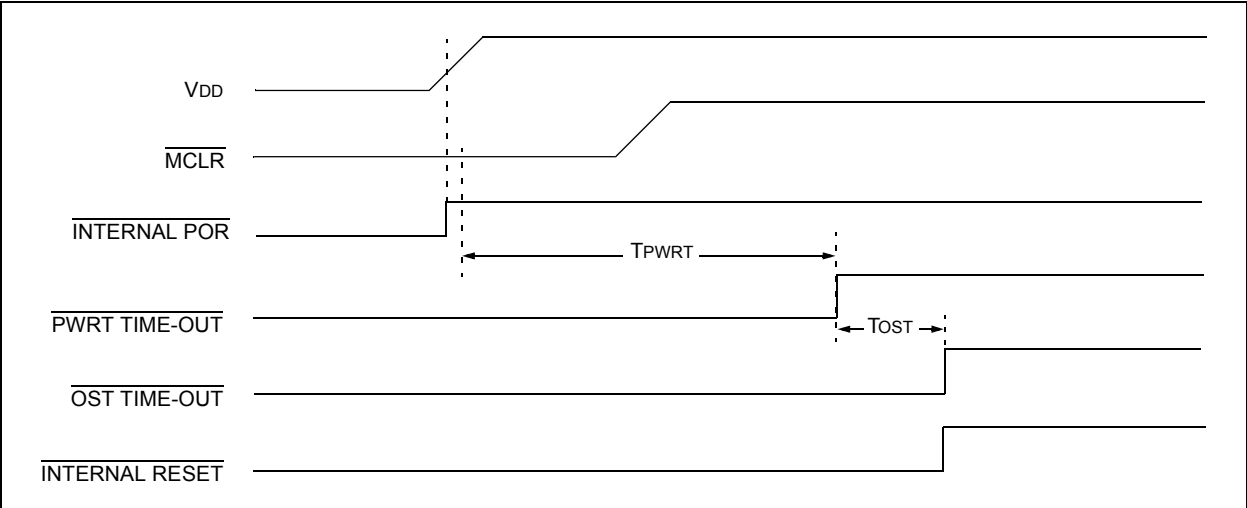 VDD
MCLR
INTERNAL POR
TPWRT
PWRT TIME-OUT
TOST
OST TIME-OUT
INTERNAL RESET